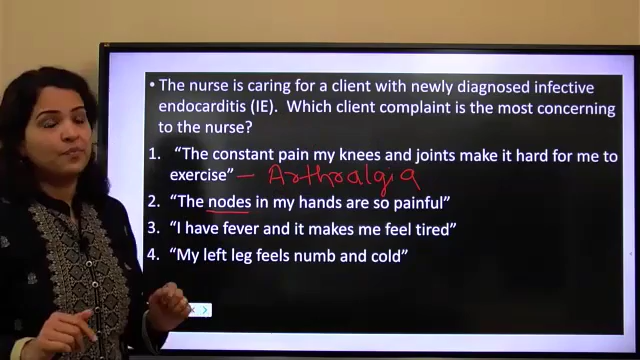 • The nurse is caring for a client with newly diagnosed infective
endocarditis (IE). Which client complaint is the most concerning
to the nurse?
1. "The constant pain my knees and joints make it hard for me to
exercise" – Arthralgia
2. "The nodes in my hands are so painful"
3. "I have fever and it makes me feel tired"
4. "My left leg feels numb and cold"